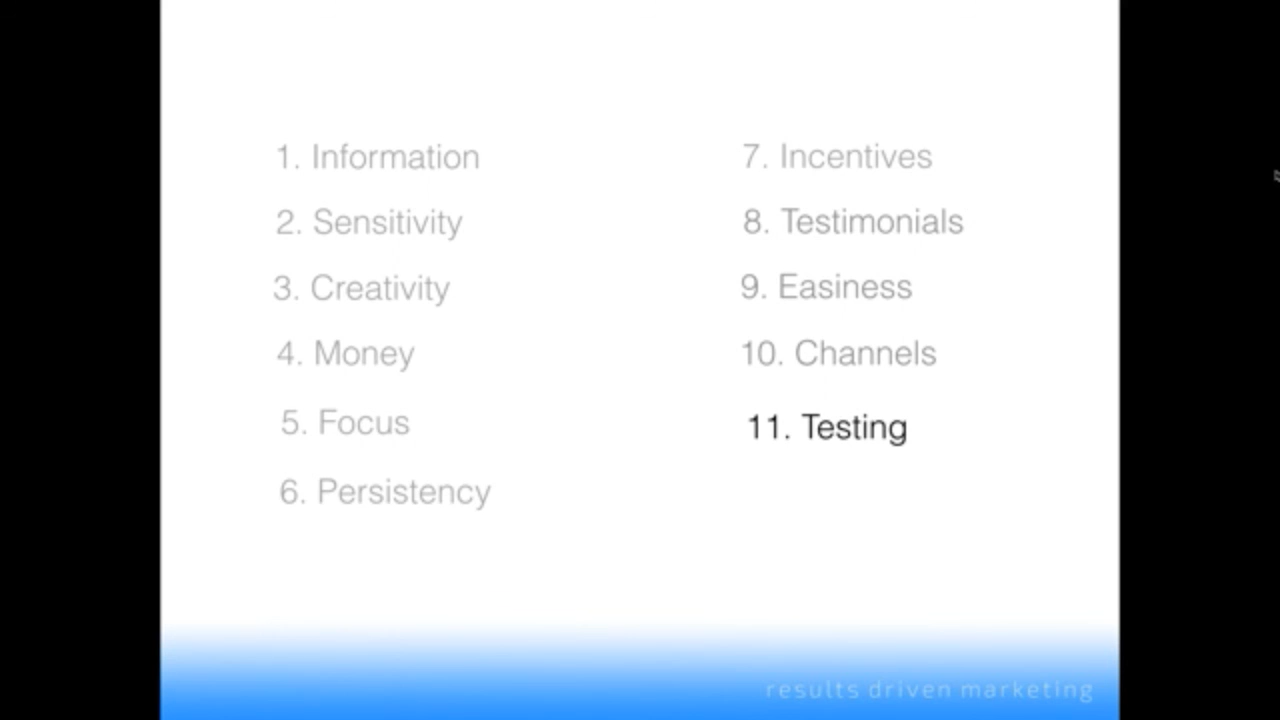 1. Information
2. Sensitivity
3. Creativity
4. Money
5. Focus
6. Persistency
7. Incentives
8. Testimonials
9. Easiness
10. Channels
11. Testing
results driven marketing